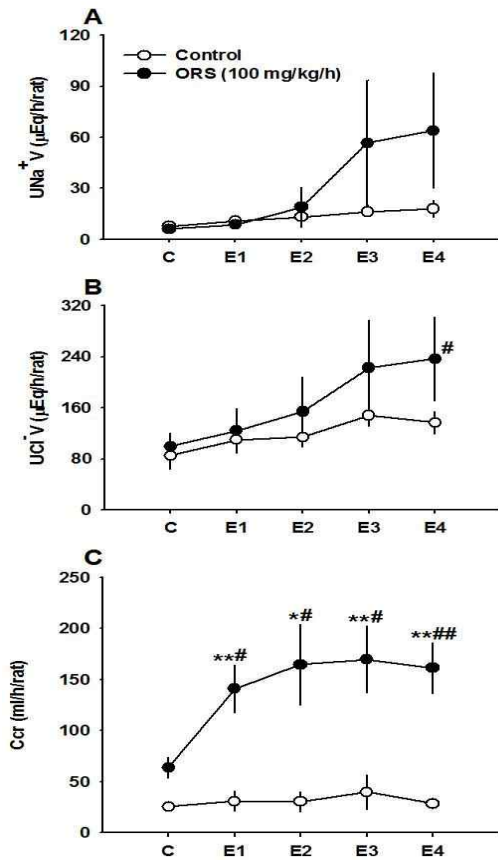 A
120
90
60
30
0
UNa+V (µEq/h/rat)
Control
ORS (100 mg/kg/h)
C E1 E2 E3 E4
B
320
240
160
80
0
UCl-V (µEq/h/rat)
#
C E1 E2 E3 E4
C
250
200
150
100
50
0
Ccr (ml/h/rat)
**# *# **# **##
C E1 E2 E3 E4